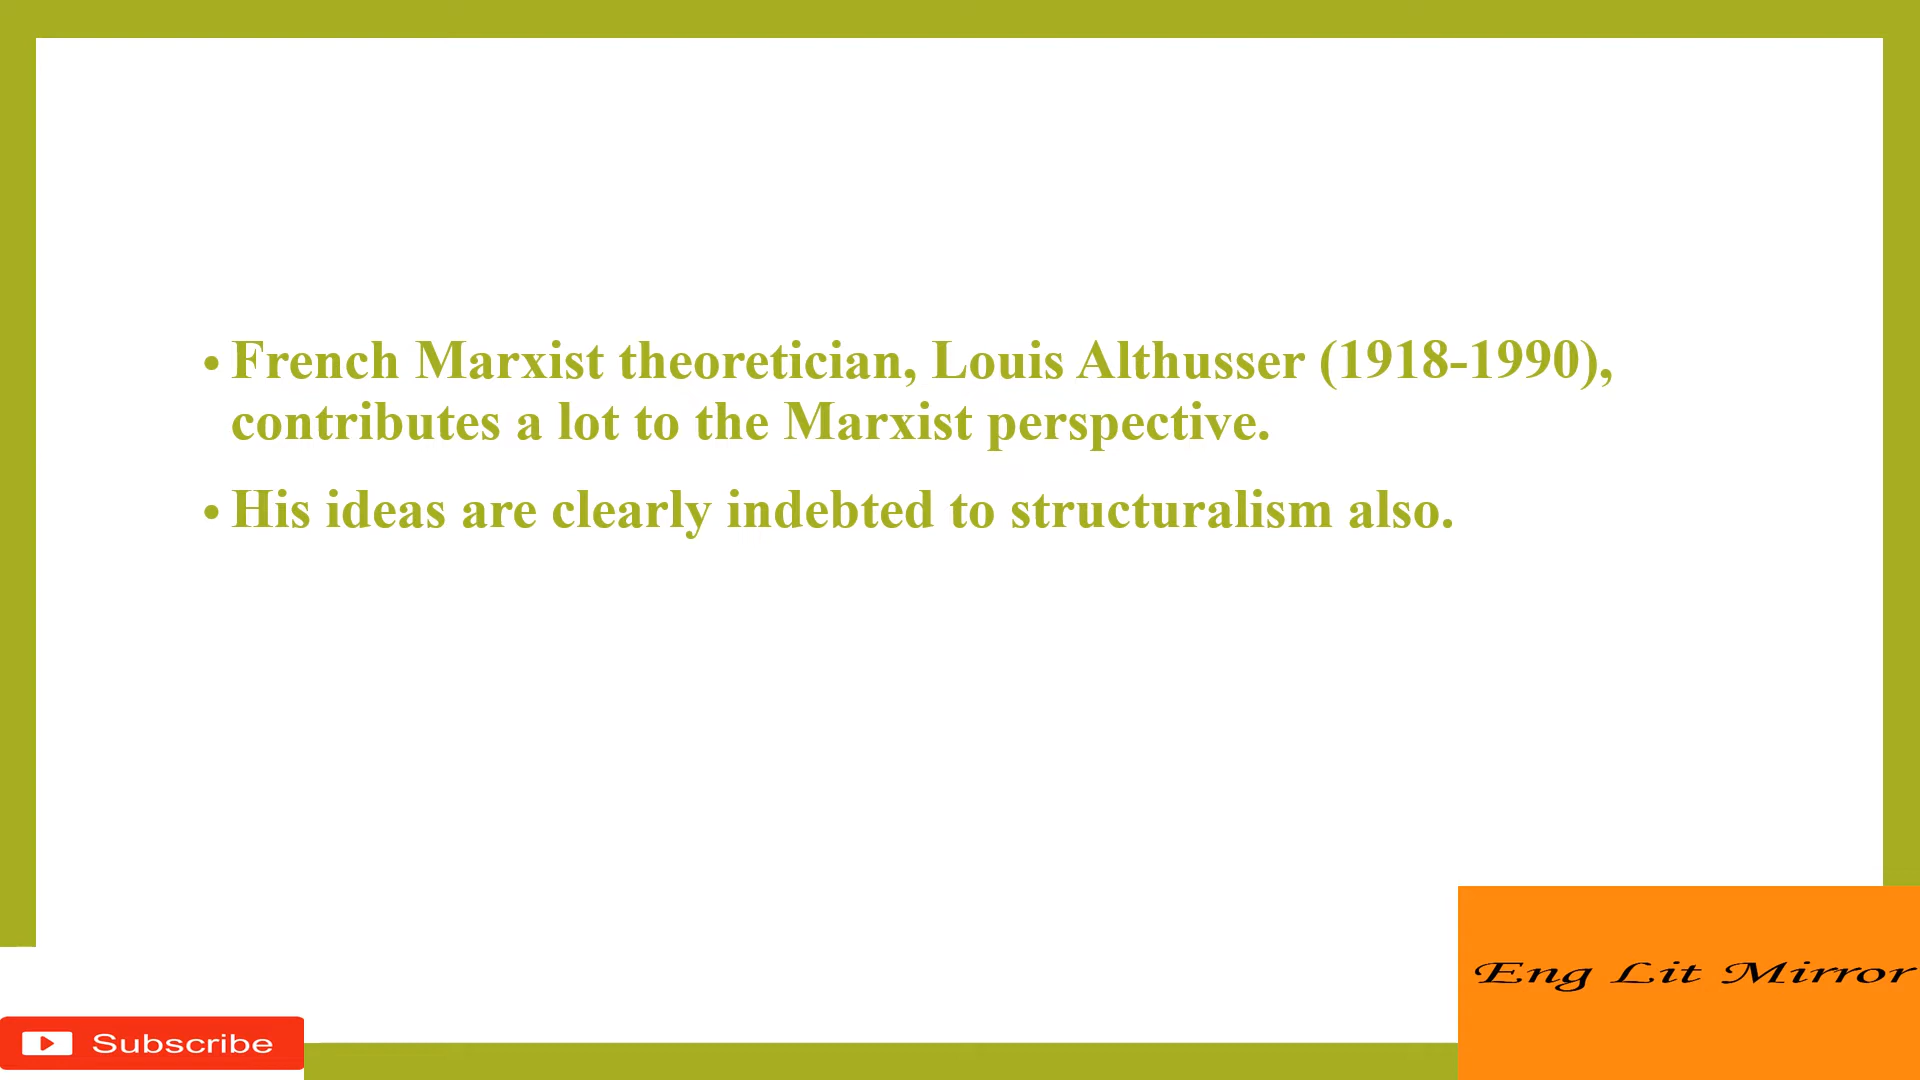 • French Marxist theoretician, Louis Althusser (1918-1990),
contributes a lot to the Marxist perspective.
• His ideas are clearly indebted to structuralism also.
Eng Lit Mirror
Subscribe